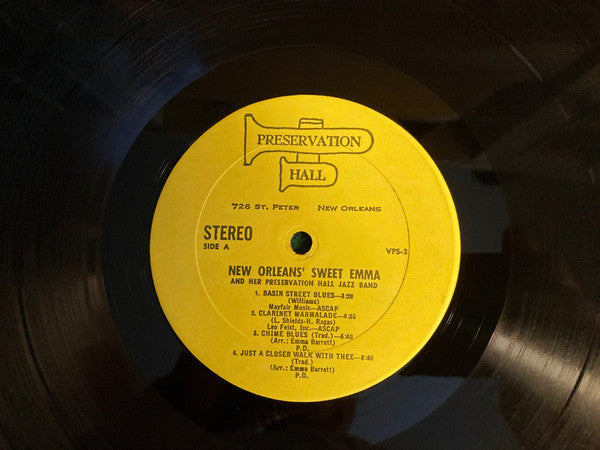 PRESERVATION
HALL
726 St. Peter New Orleans
STEREO
SIDE A
VPS-2
NEW ORLEANS' SWEET EMMA
AND HER PRESERVATION HALL JAZZ BAND
1. BASIN STREET BLUES—3:20
(Williams)
Mayfair Music—ASCAP
2. CLARINET MARMALADE—4:55
(L. Shields-H. Ragas)
Leo Feist, Inc.—ASCAP
3. CHIME BLUES (Trad.)—6:40
(Arr.: Emma Barrett)
P.D.
4. JUST A CLOSER WALK WITH THEE—8:40
(Trad.)
(Arr.: Emma Barrett)
P.D.